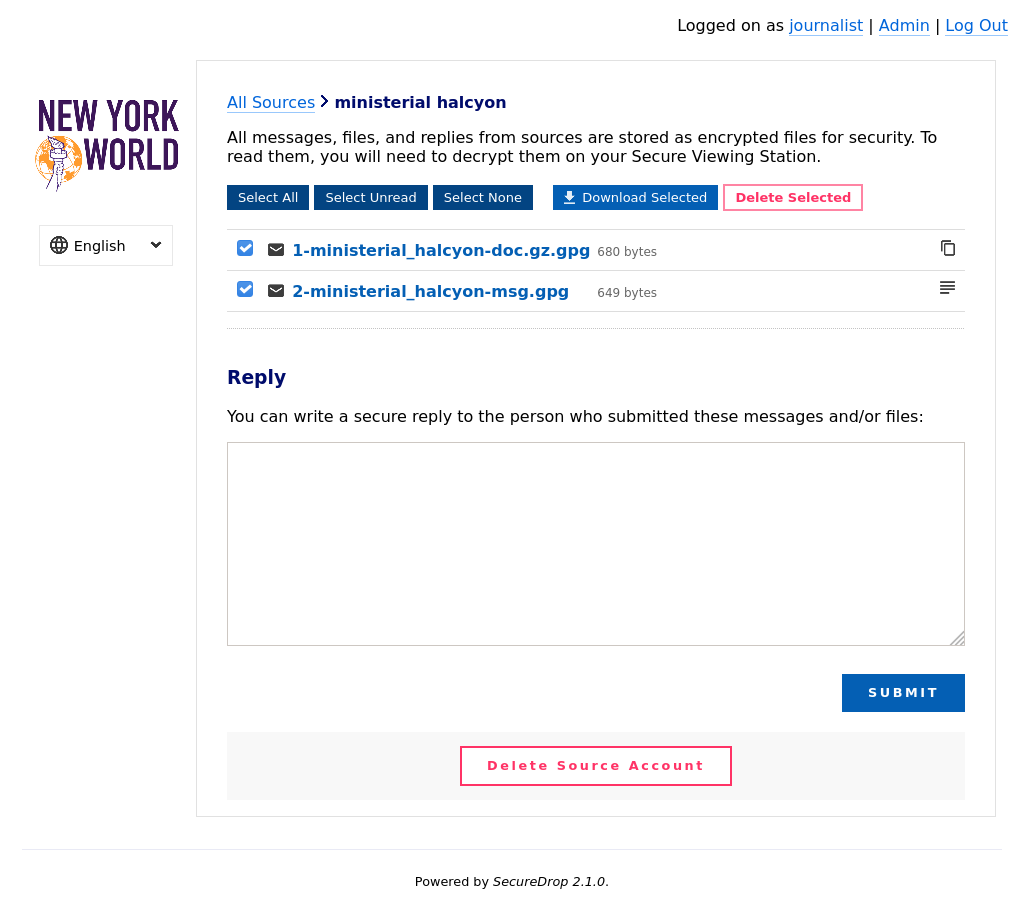 Logged on as journalist | Admin | Log Out
NEW YORK
WORLD
English
All Sources ministerial halcyon
All messages, files, and replies from sources are stored as encrypted files for security. To
read them, you will need to decrypt them on your Secure Viewing Station.
Select All Select Unread Select None Download Selected Delete Selected
1-ministerial_halcyon-doc.gz.gpg 680 bytes
2-ministerial_halcyon-msg.gpg 649 bytes
Reply
You can write a secure reply to the person who submitted these messages and/or files:
SUBMIT
Delete Source Account
Powered by SecureDrop 2.1.0.